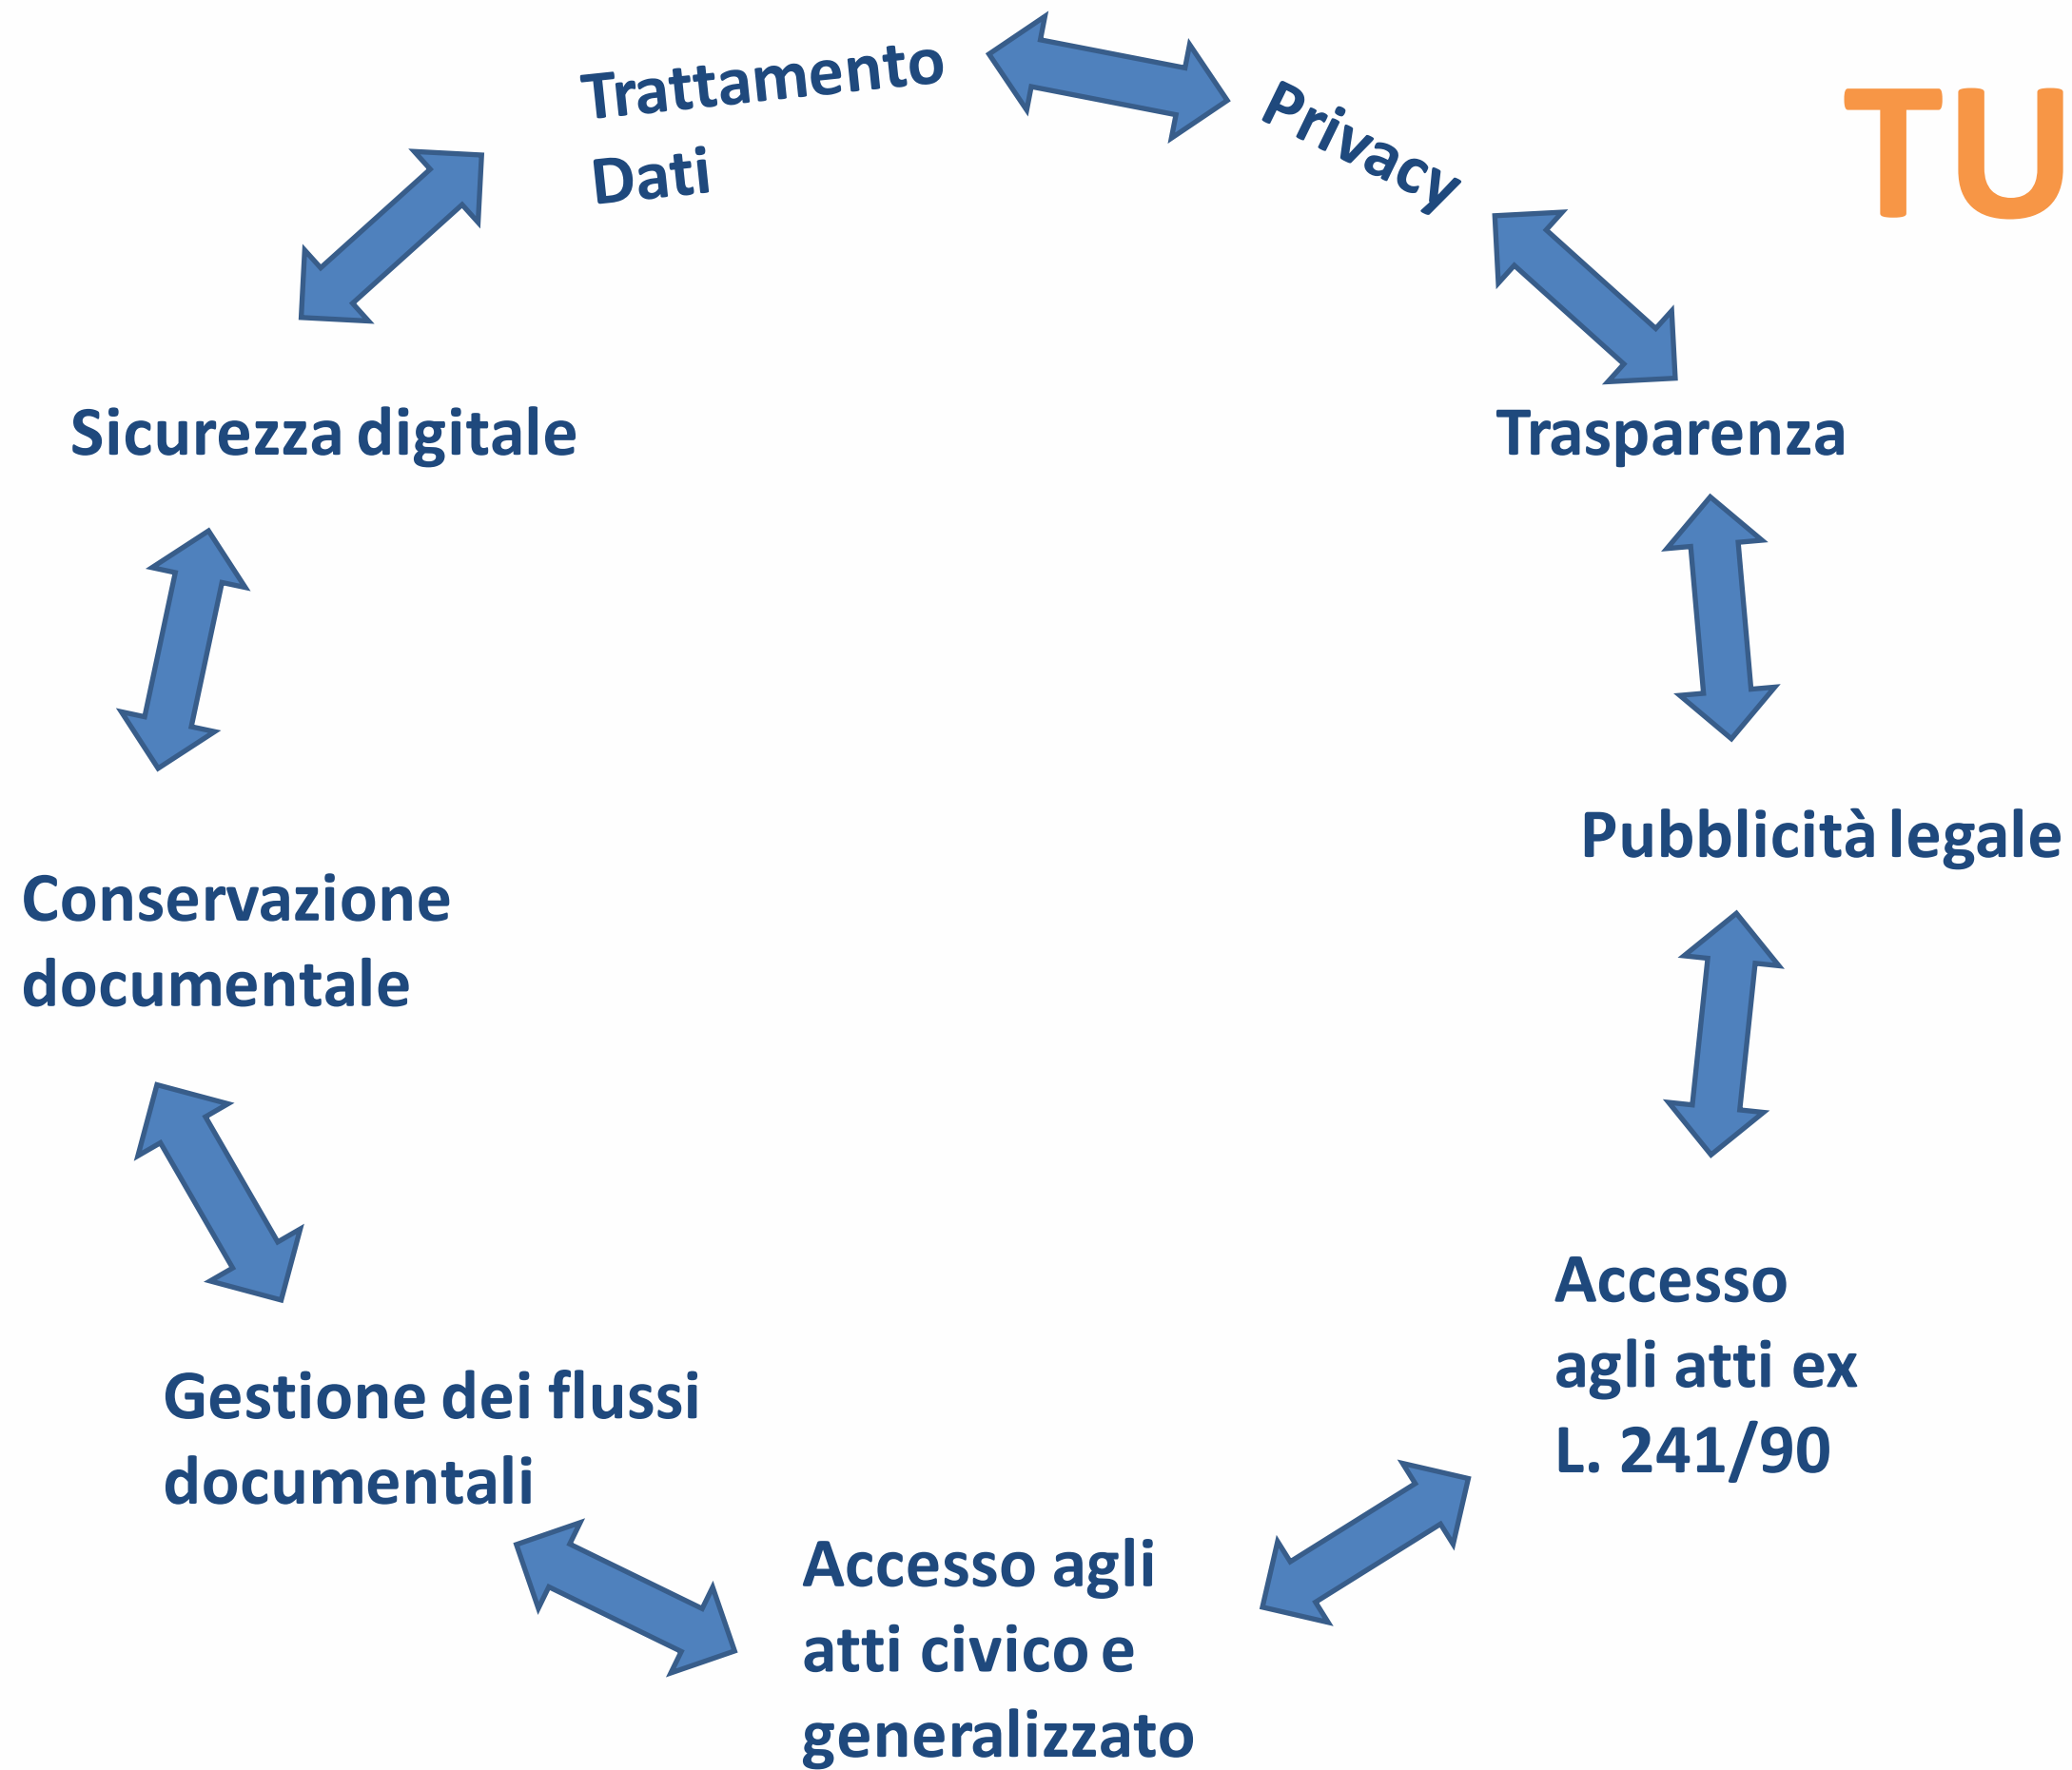 Trattamento
Dati
Privacy
TU
Sicurezza digitale
Trasparenza
Pubblicità legale
Conservazione
documentale
Accesso
agli atti ex
L. 241/90
Gestione dei flussi
documentali
Accesso agli
atti civico e
generalizzato